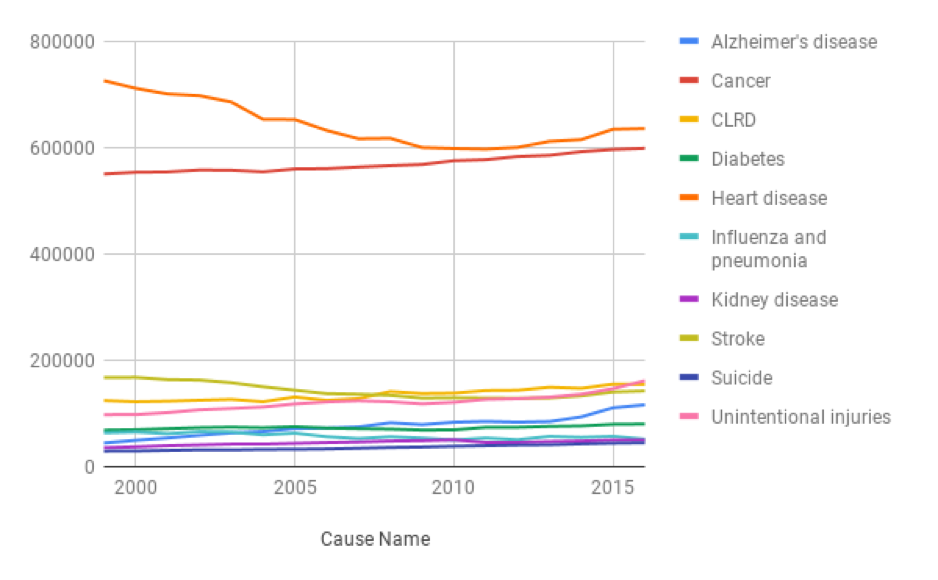 800000
600000
400000
200000
0
2000
2005
2010
2015
Cause Name
Alzheimer's disease
Cancer
CLRD
Diabetes
Heart disease
Influenza and
pneumonia
Kidney disease
Stroke
Suicide
Unintentional injuries